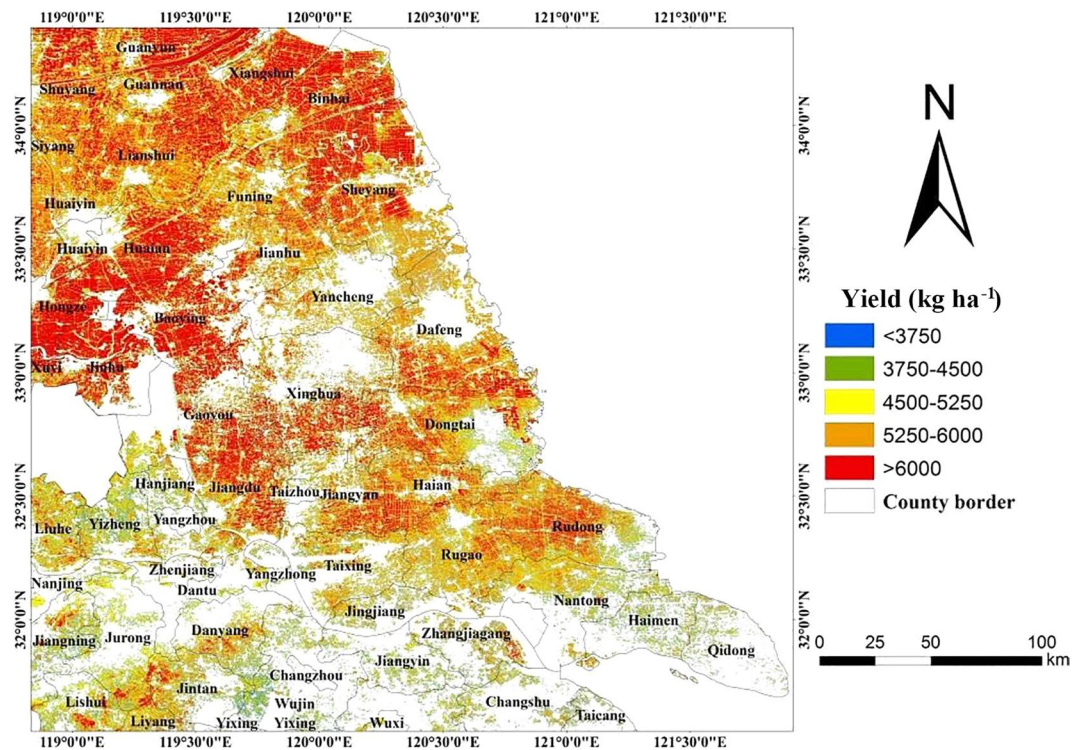 119°0'0"E 119°30'0"E 120°0'0"E 120°30'0"E 121°0'0"E 121°30'0"E
34°0'0"N
33°30'0"N
33°0'0"N
32°30'0"N
32°0'0"N
Guanyun
Xiangshui
Shuyang
Guannan
Binhai
Siyang
Lianshui
Funing
Sheyang
Huaiyin
Huaiyin
Huaian
Jianhu
Yancheng
Hongze
Baoying
Dafeng
Xuyi
Jinhu
Xinghua
Gaoyou
Dongtai
Hanjiang
Jiangdu
Taizhou
Jiangyan
Haian
Yizheng
Yangzhou
Liuhe
Rudong
Rugao
Nanjing
Zhenjiang
Yangzhong
Taixing
Dantu
Nantong
Jingjiang
Haimen
Jiangning
Jurong
Danyang
Zhangjiagang
Qidong
Jiangyin
Changzhou
Lishui
Jintan
Wujin
Changshu
Liyang
Yixing
Yixing
Wuxi
Taicang
34°0'0"N
33°30'0"N
33°0'0"N
32°30'0"N
32°0'0"N
119°0'0"E 119°30'0"E 120°0'0"E 120°30'0"E 121°0'0"E 121°30'0"E
N
Yield (kg ha⁻¹)
<3750
3750-4500
4500-5250
5250-6000
>6000
County border
0 25 50 100
km